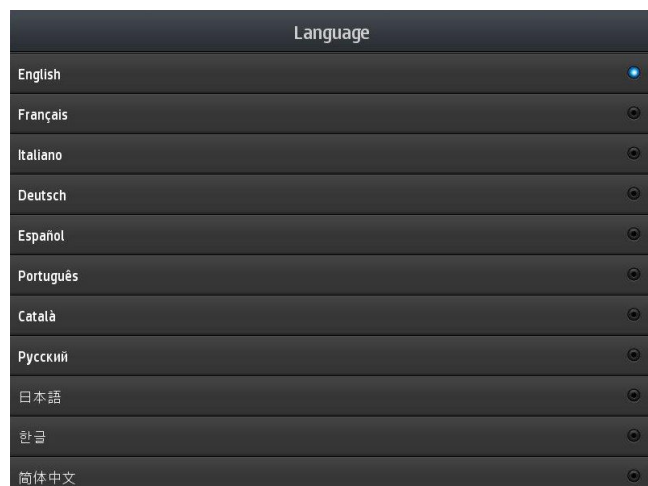 Language
English
Français
Italiano
Deutsch
Español
Português
Català
Русский
日本語
한글
简体中文